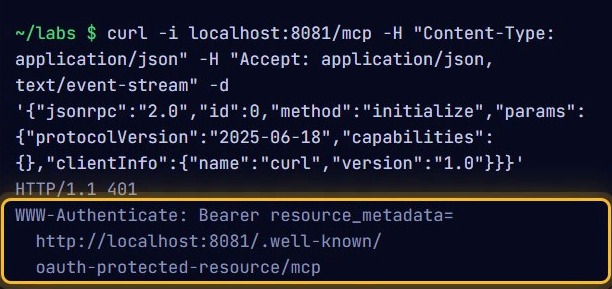 ~/labs $ curl -i localhost:8081/mcp -H "Content-Type:
application/json" -H "Accept: application/json,
text/event-stream" -d
'{"jsonrpc":"2.0","id":0,"method":"initialize","params":
{"protocolVersion":"2025-06-18","capabilities":
{},"clientInfo":{"name":"curl","version":"1.0"}}}'
HTTP/1.1 401
WWW-Authenticate: Bearer resource_metadata=
http://localhost:8081/.well-known/
oauth-protected-resource/mcp